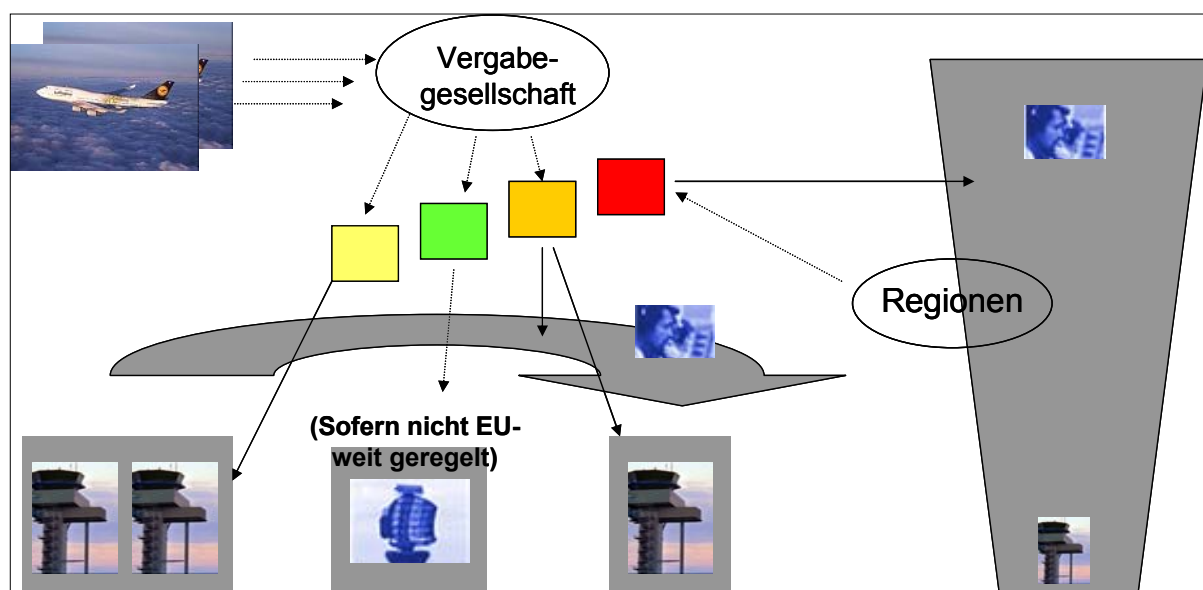 Vergabe-
gesellschaft
Regionen
(Sofern nicht EU-
weit geregelt)